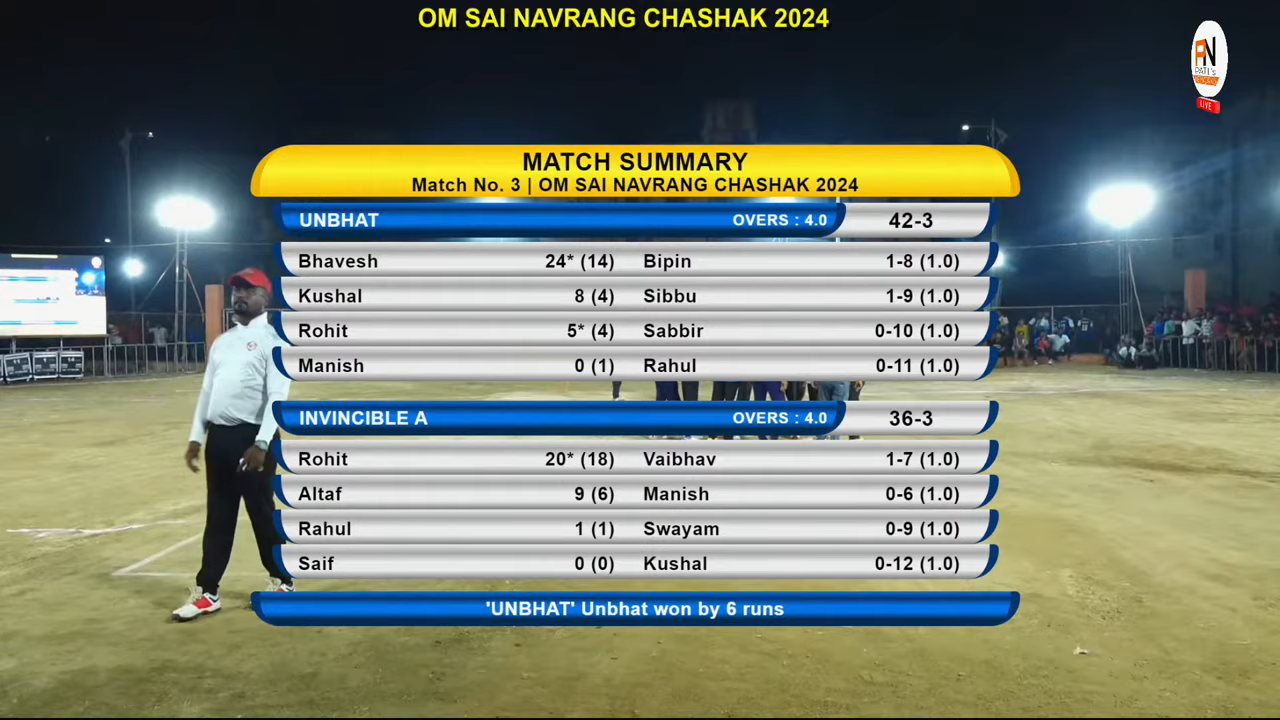 OM SAI NAVRANG CHASHAK 2024
PN
PATI'S
LIVE
MATCH SUMMARY
Match No. 3 | OM SAI NAVRANG CHASHAK 2024
UNBHAT OVERS : 4.0 42-3
Bhavesh 24* (14) Bipin 1-8 (1.0)
Kushal 8 (4) Sibbu 1-9 (1.0)
Rohit 5* (4) Sabbir 0-10 (1.0)
Manish 0 (1) Rahul 0-11 (1.0)
INVINCIBLE A OVERS : 4.0 36-3
Rohit 20* (18) Vaibhav 1-7 (1.0)
Altaf 9 (6) Manish 0-6 (1.0)
Rahul 1 (1) Swayam 0-9 (1.0)
Saif 0 (0) Kushal 0-12 (1.0)
'UNBHAT' Unbhat won by 6 runs